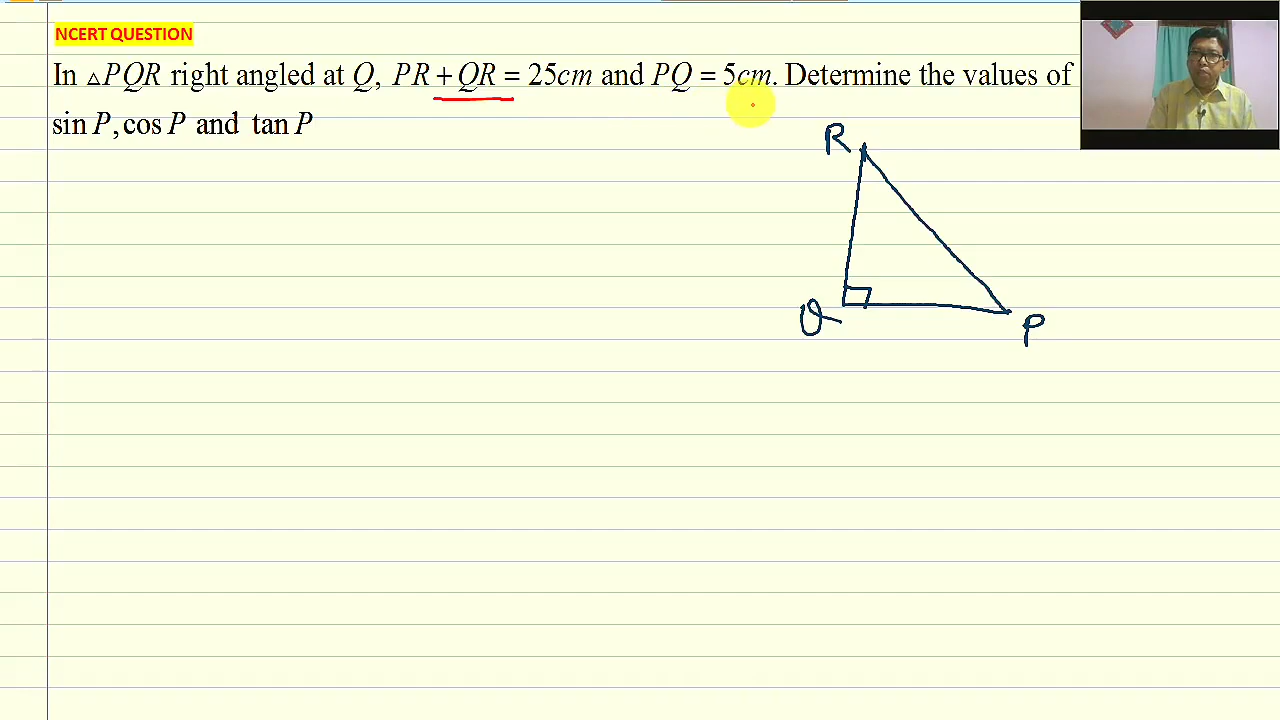 NCERT QUESTION
In △PQR right angled at Q, PR + QR = 25cm and PQ = 5cm. Determine the values of
sin P, cos P and tan P
R
Q
P